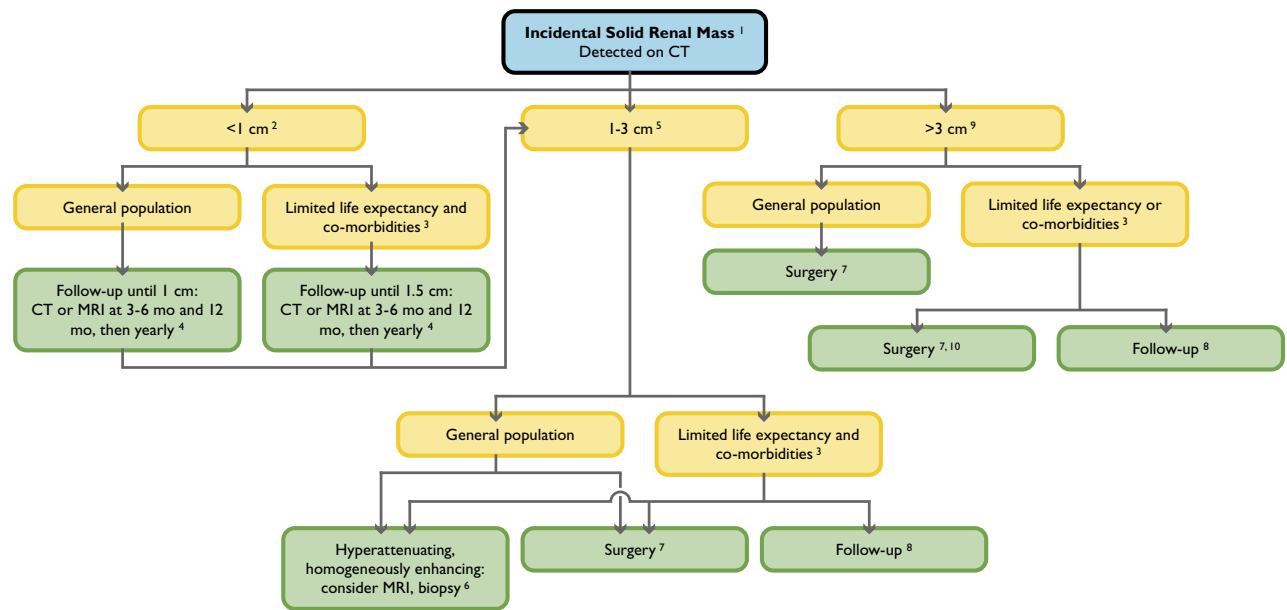 Incidental Solid Renal Mass 1
Detected on CT
<1 cm 2
1-3 cm 5
>3 cm 9
General population
Limited life expectancy and
co-morbidities 3
General population
Limited life expectancy or
co-morbidities 3
Follow-up until 1 cm:
CT or MRI at 3-6 mo and 12
mo, then yearly 4
Follow-up until 1.5 cm:
CT or MRI at 3-6 mo and 12
mo, then yearly 4
Surgery 7
Surgery 7, 10
Follow-up 8
General population
Limited life expectancy and
co-morbidities 3
Hyperattenuating,
homogeneously enhancing:
consider MRI, biopsy 6
Surgery 7
Follow-up 8